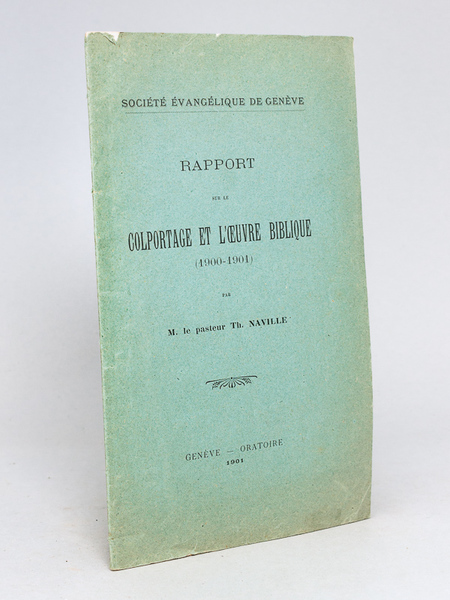 SOCIÉTÉ ÉVANGÉLIQUE DE GENÈVE
RAPPORT
SUR LE
COLPORTAGE ET L'ŒUVRE BIBLIQUE
(1900-1901)
PAR
M. le pasteur Th. NAVILLE
GENÈVE — ORATOIRE
1901